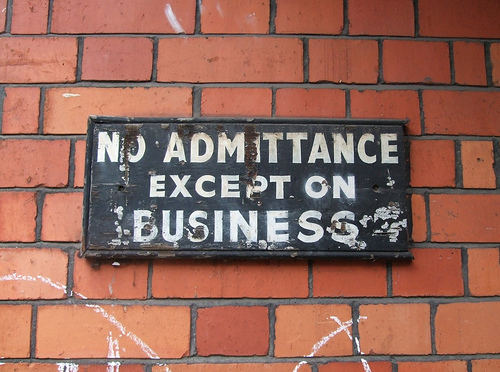 NO ADMITTANCE
EXCEPT ON
BUSINESS